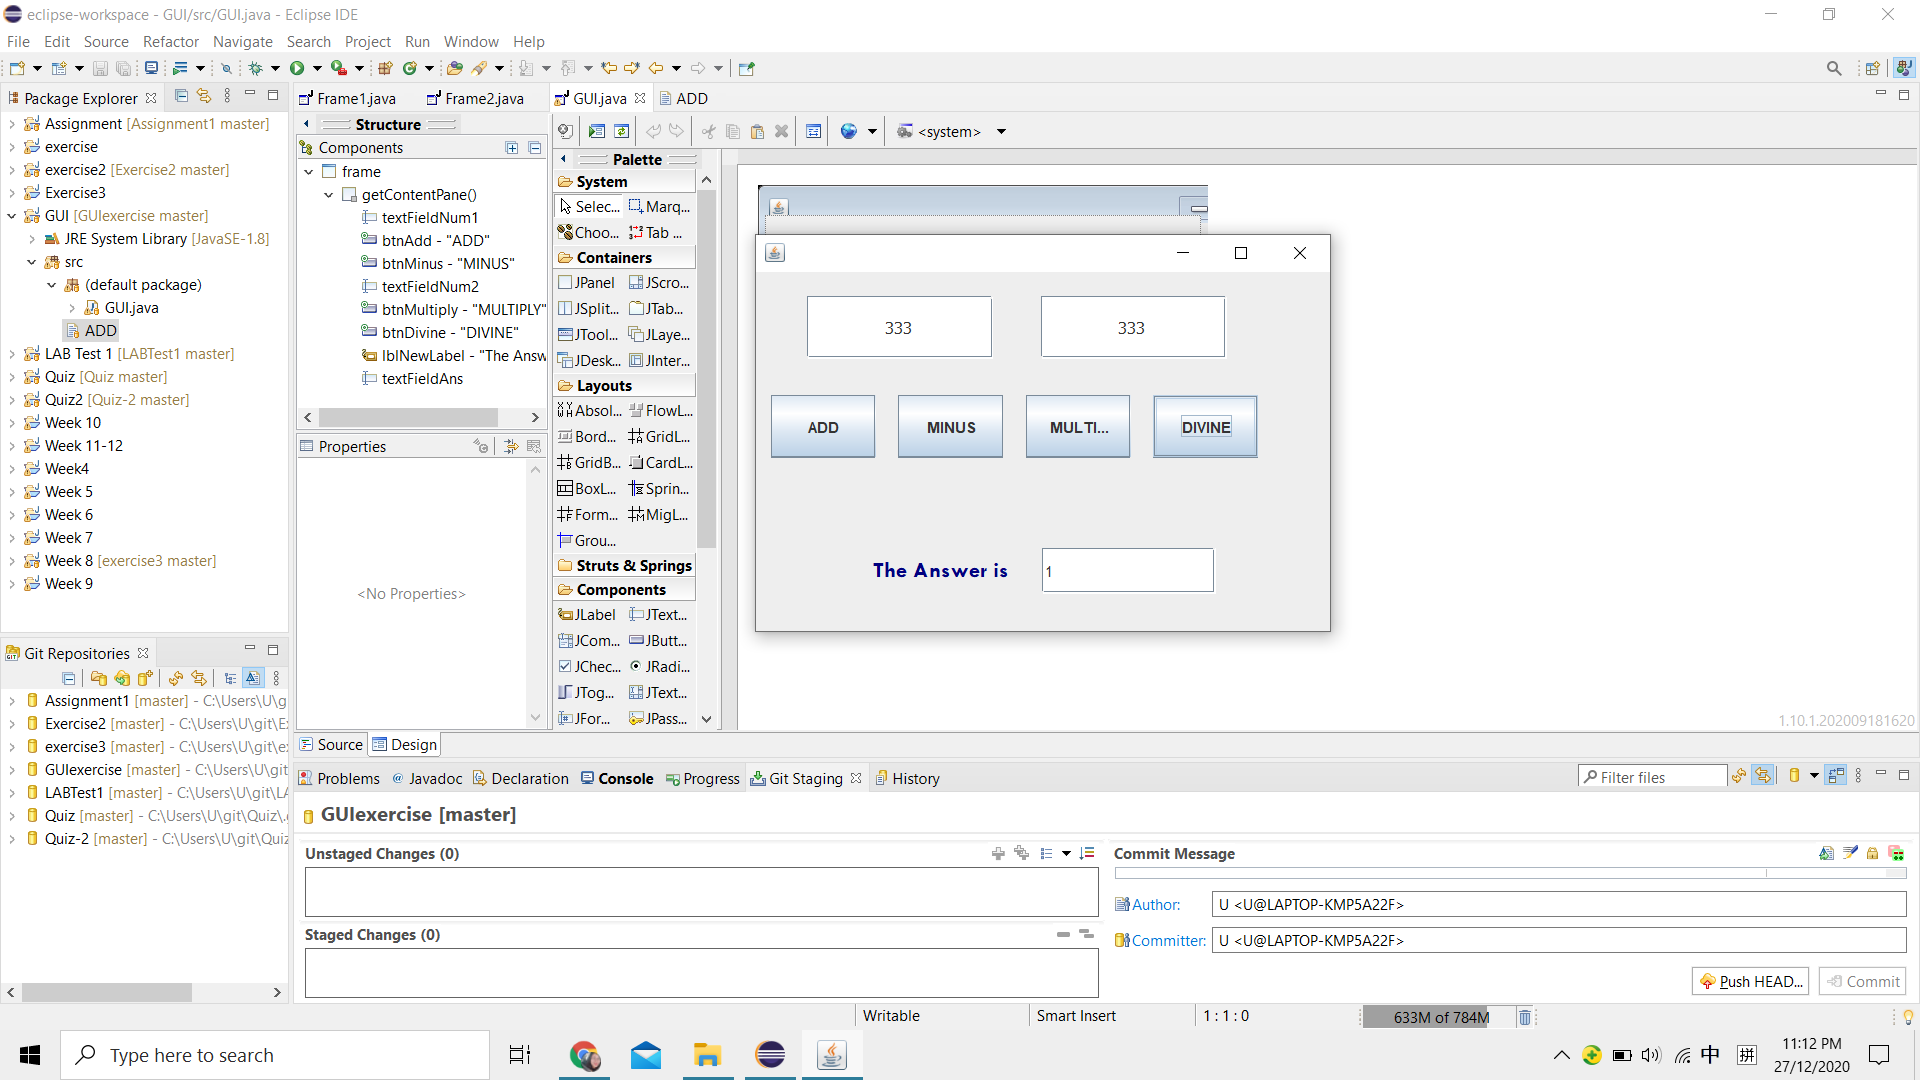 eclipse-workspace - GUI/src/GUI.java - Eclipse IDE
File Edit Source Refactor Navigate Search Project Run Window Help
Package Explorer
Assignment [Assignment1 master]
exercise
exercise2 [Exercise2 master]
Exercise3
GUI [GUIexercise master]
JRE System Library [JavaSE-1.8]
src
(default package)
GUI.java
ADD
LAB Test 1 [LABTest1 master]
Quiz [Quiz master]
Quiz2 [Quiz-2 master]
Week 10
Week 11-12
Week4
Week 5
Week 6
Week 7
Week 8 [exercise3 master]
Week 9
Git Repositories
Assignment1 [master] - C:\Users\U\g
Exercise2 [master] - C:\Users\U\git\E
exercise3 [master] - C:\Users\U\git\e
GUIexercise [master] - C:\Users\U\git
LABTest1 [master] - C:\Users\U\git\LA
Quiz [master] - C:\Users\U\git\Quiz\.
Quiz-2 [master] - C:\Users\U\git\Quiz
Frame1.java Frame2.java GUI.java ADD
Structure
Components
frame
getContentPane()
textFieldNum1
btnAdd - "ADD"
btnMinus - "MINUS"
textFieldNum2
btnMultiply - "MULTIPLY"
btnDivine - "DIVINE"
lblNewLabel - "The Answ
textFieldAns
Properties
<No Properties>
<system>
Palette
System
Selec... Marq...
Choo... Tab ...
Containers
JPanel JScro...
JSplit... JTab...
JTool... JLaye...
JDesk... JInter...
Layouts
Absol... FlowL...
Bord... GridL...
GridB... CardL...
BoxL... Sprin...
Form... MigL...
Grou...
Struts & Springs
Components
JLabel JText...
JCom... JButt...
JChec... JRadi...
JTog... JText...
JFor... JPass...
333 333
ADD MINUS MULTI... DIVINE
The Answer is 1
1.10.1.202009181620
Source Design
Problems Javadoc Declaration Console Progress Git Staging History
Filter files
GUIexercise [master]
Unstaged Changes (0)
Staged Changes (0)
Commit Message
Author: U <U@LAPTOP-KMP5A22F>
Committer: U <U@LAPTOP-KMP5A22F>
Push HEAD... Commit
Writable Smart Insert 1 : 1 : 0 633M of 784M
Type here to search
中 拼
11:12 PM
27/12/2020